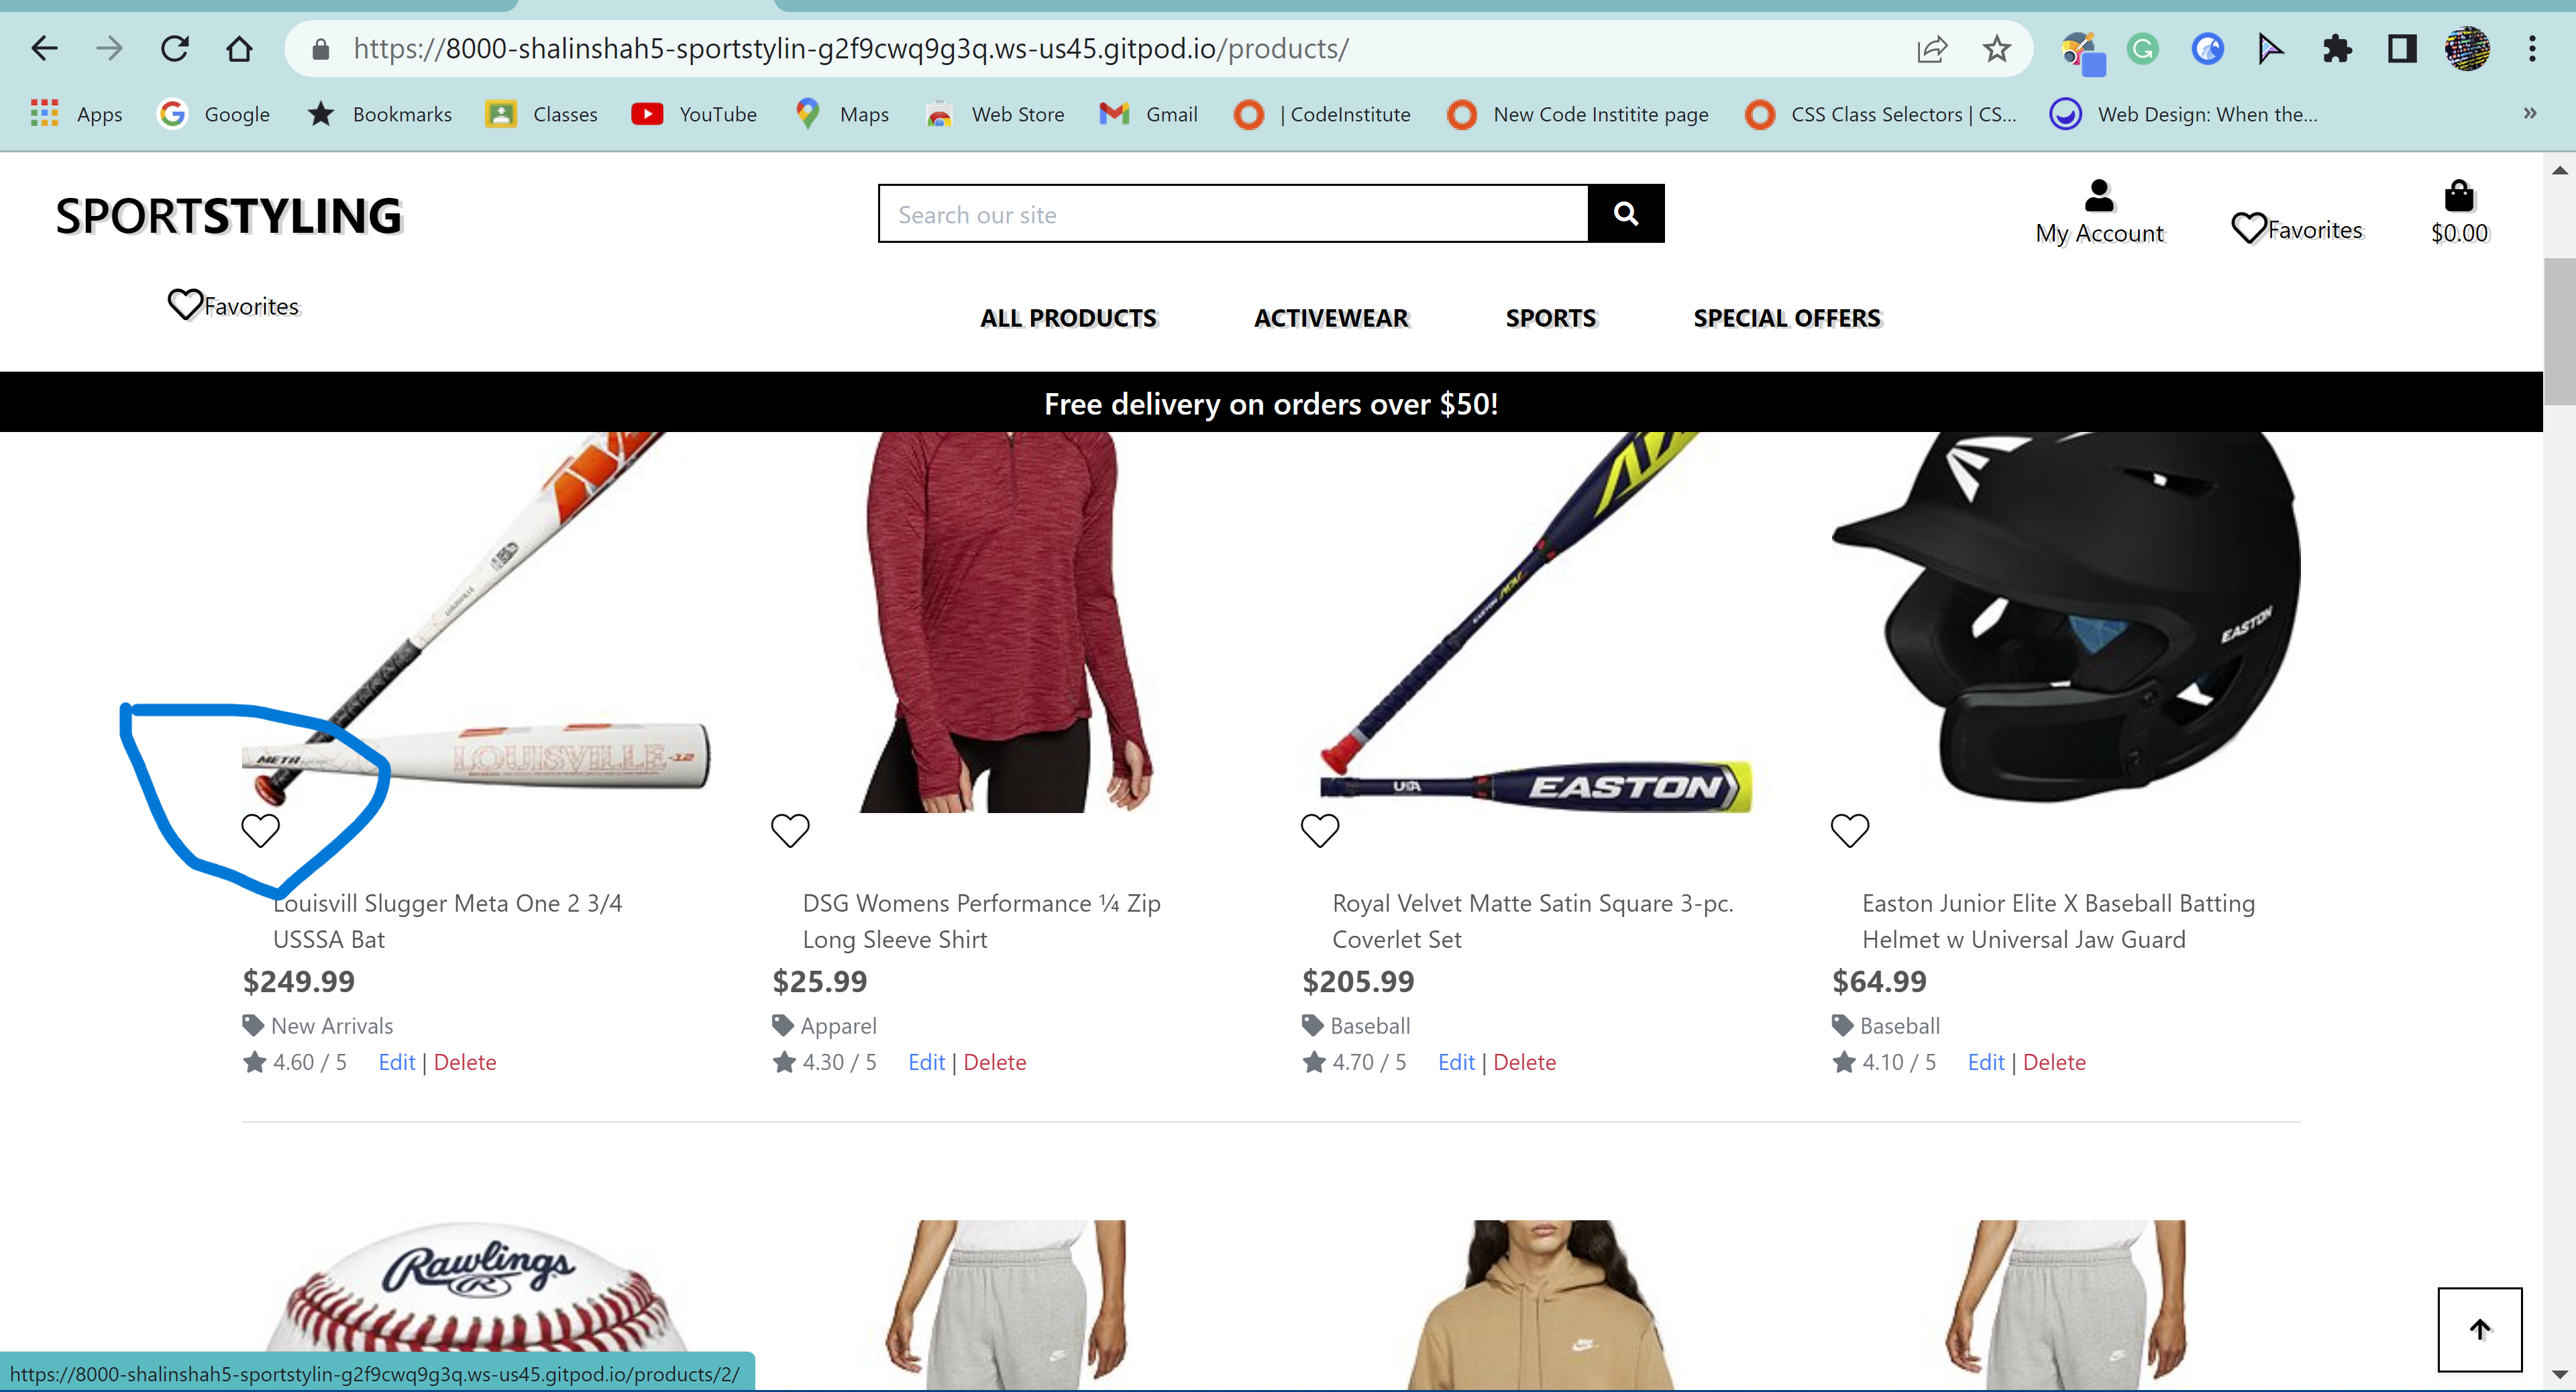 https://8000-shalinshah5-sportstylin-g2f9cwq9g3q.ws-us45.gitpod.io/products/
Apps Google Bookmarks Classes YouTube Maps Web Store Gmail | CodeInstitute New Code Institite page CSS Class Selectors | CS... Web Design: When the... »
SPORTSTYLING
Search our site
My Account
Favorites
$0.00
Favorites
ALL PRODUCTS ACTIVEWEAR SPORTS SPECIAL OFFERS
Free delivery on orders over $50!
META
LOUISVILLE -12
EASTON
USA
EASTON
EASTON
Louisvill Slugger Meta One 2 3/4
USSSA Bat
$249.99
New Arrivals
4.60 / 5 Edit | Delete
DSG Womens Performance ¼ Zip
Long Sleeve Shirt
$25.99
Apparel
4.30 / 5 Edit | Delete
Royal Velvet Matte Satin Square 3-pc.
Coverlet Set
$205.99
Baseball
4.70 / 5 Edit | Delete
Easton Junior Elite X Baseball Batting
Helmet w Universal Jaw Guard
$64.99
Baseball
4.10 / 5 Edit | Delete
Rawlings
R
https://8000-shalinshah5-sportstylin-g2f9cwq9g3q.ws-us45.gitpod.io/products/2/